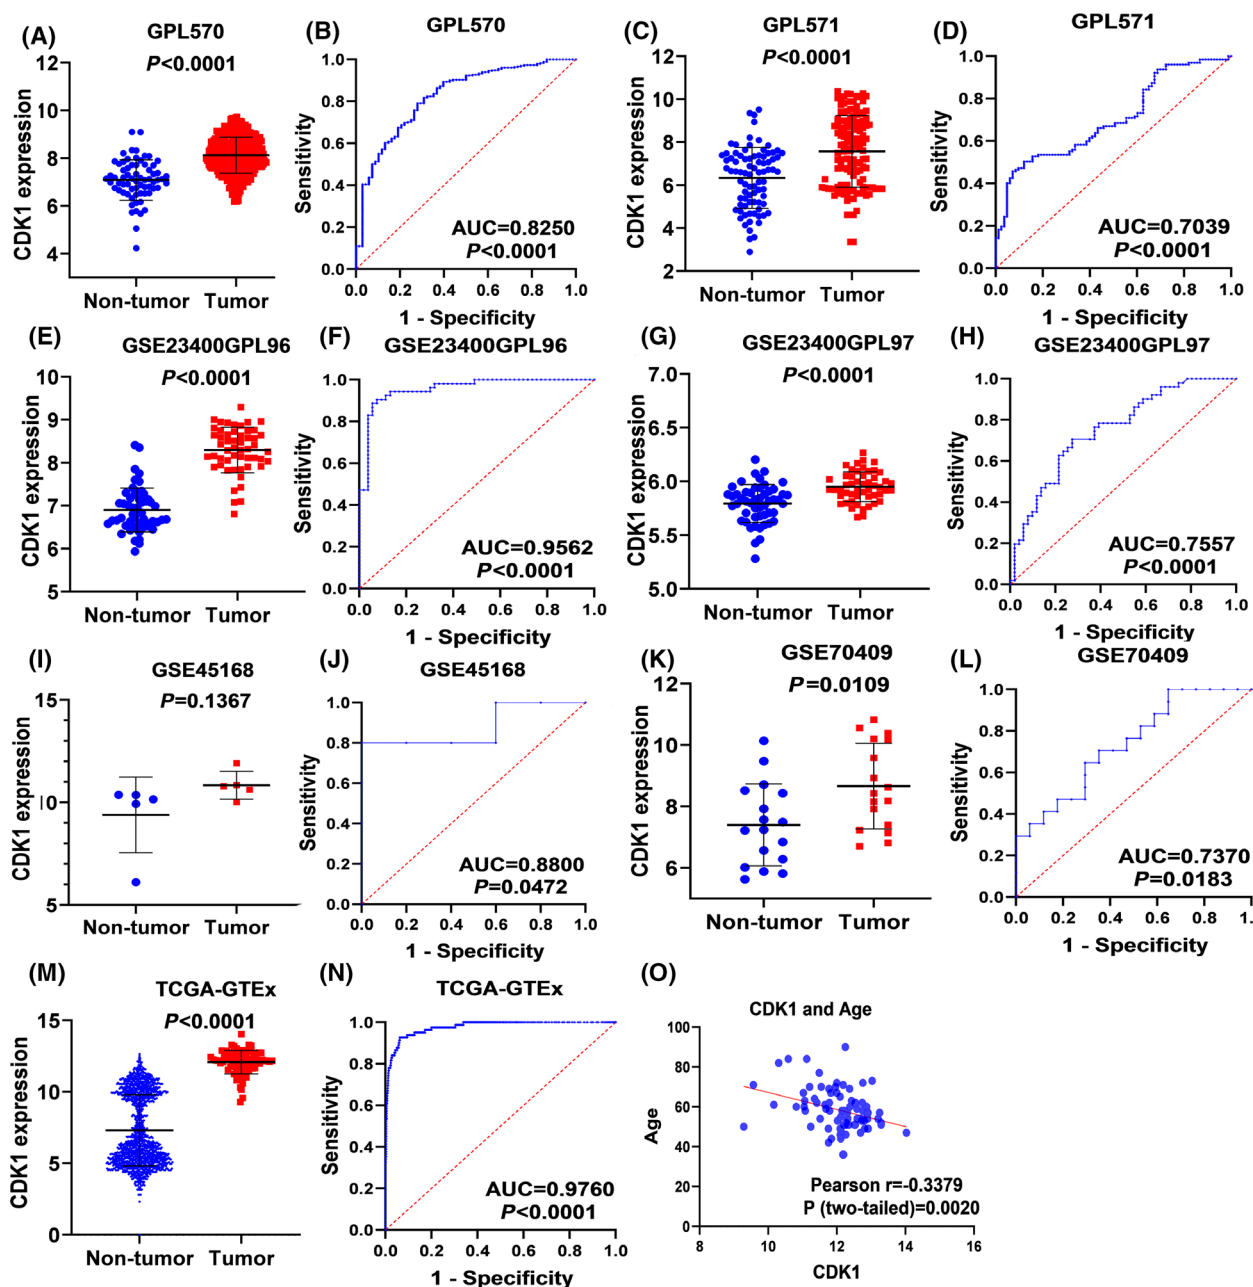 (A)
GPL570
P<0.0001
CDK1 expression
12
10
8
6
4
Non-tumor Tumor
(B)
GPL570
Sensitivity
1.0
0.8
0.6
0.4
0.2
0.0
AUC=0.8250
P<0.0001
0.0 0.2 0.4 0.6 0.8 1.0
1 - Specificity
(C)
GPL571
P<0.0001
CDK1 expression
12
10
8
6
4
2
Non-tumor Tumor
(D)
GPL571
Sensitivity
1.0
0.8
0.6
0.4
0.2
0.0
AUC=0.7039
P<0.0001
0.0 0.2 0.4 0.6 0.8 1.0
1 - Specificity
(E)
GSE23400GPL96
P<0.0001
CDK1 expression
10
9
8
7
6
5
Non-tumor Tumor
(F)
GSE23400GPL96
Sensitivity
1.0
0.8
0.6
0.4
0.2
0.0
AUC=0.9562
P<0.0001
0.0 0.2 0.4 0.6 0.8 1.0
1 - Specificity
(G)
GSE23400GPL97
P<0.0001
CDK1 expression
7.0
6.5
6.0
5.5
5.0
Non-tumor Tumor
(H)
GSE23400GPL97
Sensitivity
1.0
0.8
0.6
0.4
0.2
0.0
AUC=0.7557
P<0.0001
0.0 0.2 0.4 0.6 0.8 1.0
1 - Specificity
(I)
GSE45168
P=0.1367
CDK1 expression
15
10
5
Non-tumor Tumor
(J)
GSE45168
Sensitivity
1.0
0.8
0.6
0.4
0.2
0.0
AUC=0.8800
P=0.0472
0.0 0.2 0.4 0.6 0.8 1.0
1 - Specificity
(K)
GSE70409
P=0.0109
CDK1 expression
12
10
8
6
Non-tumor Tumor
(L)
GSE70409
Sensitivity
1.0
0.8
0.6
0.4
0.2
0.0
AUC=0.7370
P=0.0183
0.0 0.2 0.4 0.6 0.8 1.
1 - Specificity
(M)
TCGA-GTEx
P<0.0001
CDK1 expression
15
10
5
0
Non-tumor Tumor
(N)
TCGA-GTEx
Sensitivity
1.0
0.8
0.6
0.4
0.2
0.0
AUC=0.9760
P<0.0001
0.0 0.2 0.4 0.6 0.8 1.0
1 - Specificity
(O)
CDK1 and Age
Age
100
80
60
40
20
0
Pearson r=-0.3379
P (two-tailed)=0.0020
8 10 12 14 16
CDK1